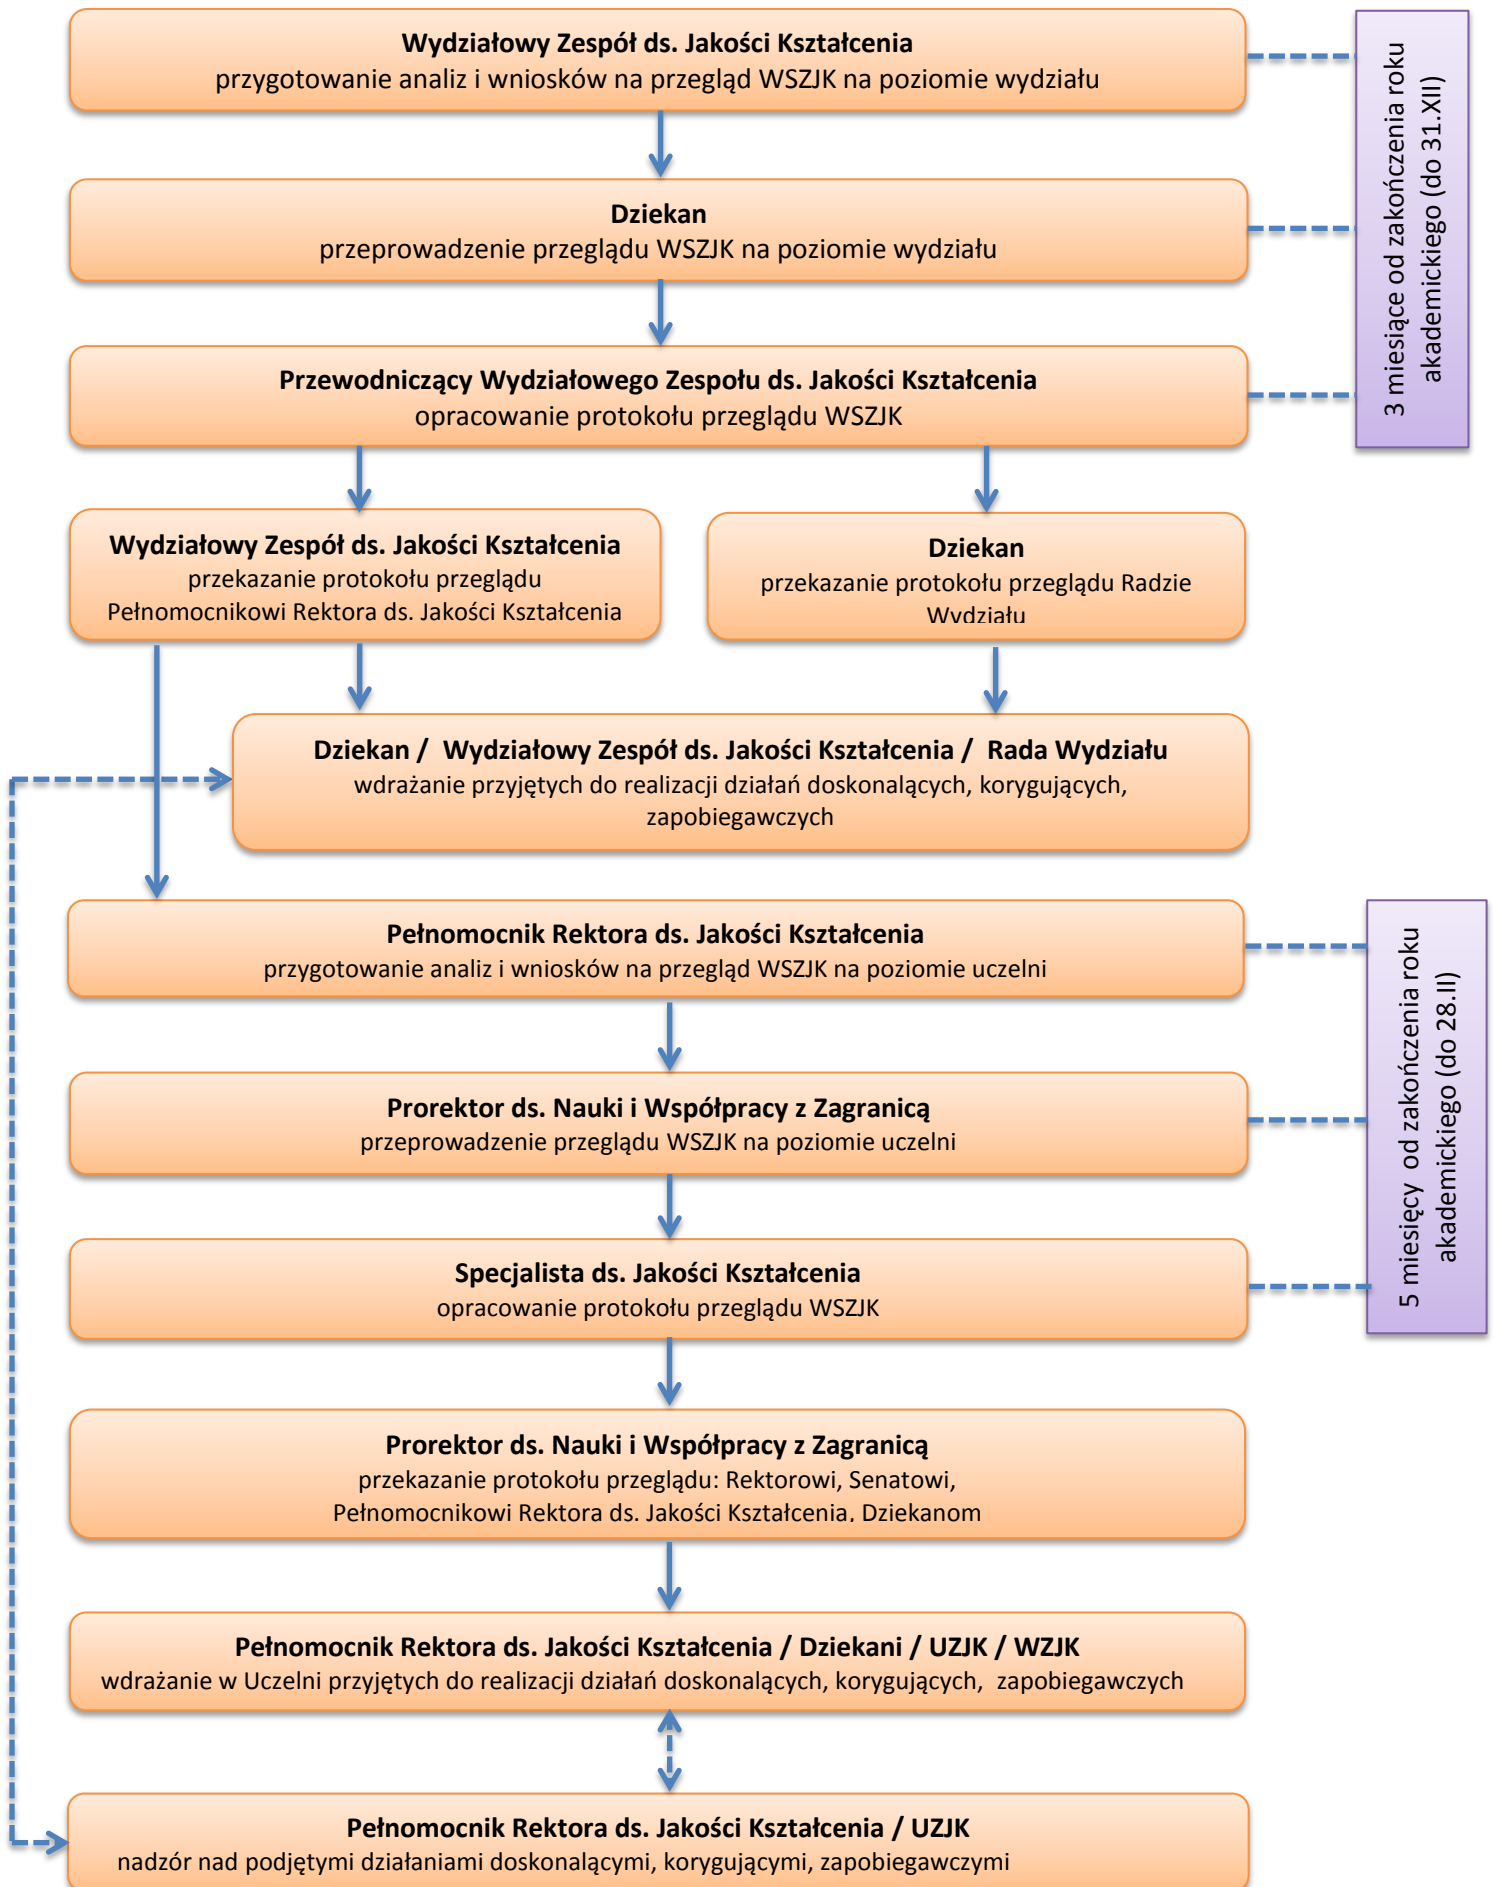 Wydziałowy Zespół ds. Jakości Kształcenia
przygotowanie analiz i wniosków na przegląd WSZJK na poziomie wydziału
3 miesiące od zakończenia roku
akademickiego (do 31.XII)
Dziekan
przeprowadzenie przeglądu WSZJK na poziomie wydziału
Przewodniczący Wydziałowego Zespołu ds. Jakości Kształcenia
opracowanie protokołu przeglądu WSZJK
Wydziałowy Zespół ds. Jakości Kształcenia
przekazanie protokołu przeglądu
Pełnomocnikowi Rektora ds. Jakości Kształcenia
Dziekan
przekazanie protokołu przeglądu Radzie
Wydziału
Dziekan / Wydziałowy Zespół ds. Jakości Kształcenia / Rada Wydziału
wdrażanie przyjętych do realizacji działań doskonalących, korygujących,
zapobiegawczych
Pełnomocnik Rektora ds. Jakości Kształcenia
przygotowanie analiz i wniosków na przegląd WSZJK na poziomie uczelni
5 miesięcy od zakończenia roku
akademickiego (do 28.II)
Prorektor ds. Nauki i Współpracy z Zagranicą
przeprowadzenie przeglądu WSZJK na poziomie uczelni
Specjalista ds. Jakości Kształcenia
opracowanie protokołu przeglądu WSZJK
Prorektor ds. Nauki i Współpracy z Zagranicą
przekazanie protokołu przeglądu: Rektorowi, Senatowi,
Pełnomocnikowi Rektora ds. Jakości Kształcenia, Dziekanom
Pełnomocnik Rektora ds. Jakości Kształcenia / Dziekani / UZJK / WZJK
wdrażanie w Uczelni przyjętych do realizacji działań doskonalących, korygujących, zapobiegawczych
Pełnomocnik Rektora ds. Jakości Kształcenia / UZJK
nadzór nad podjętymi działaniami doskonalącymi, korygującymi, zapobiegawczymi